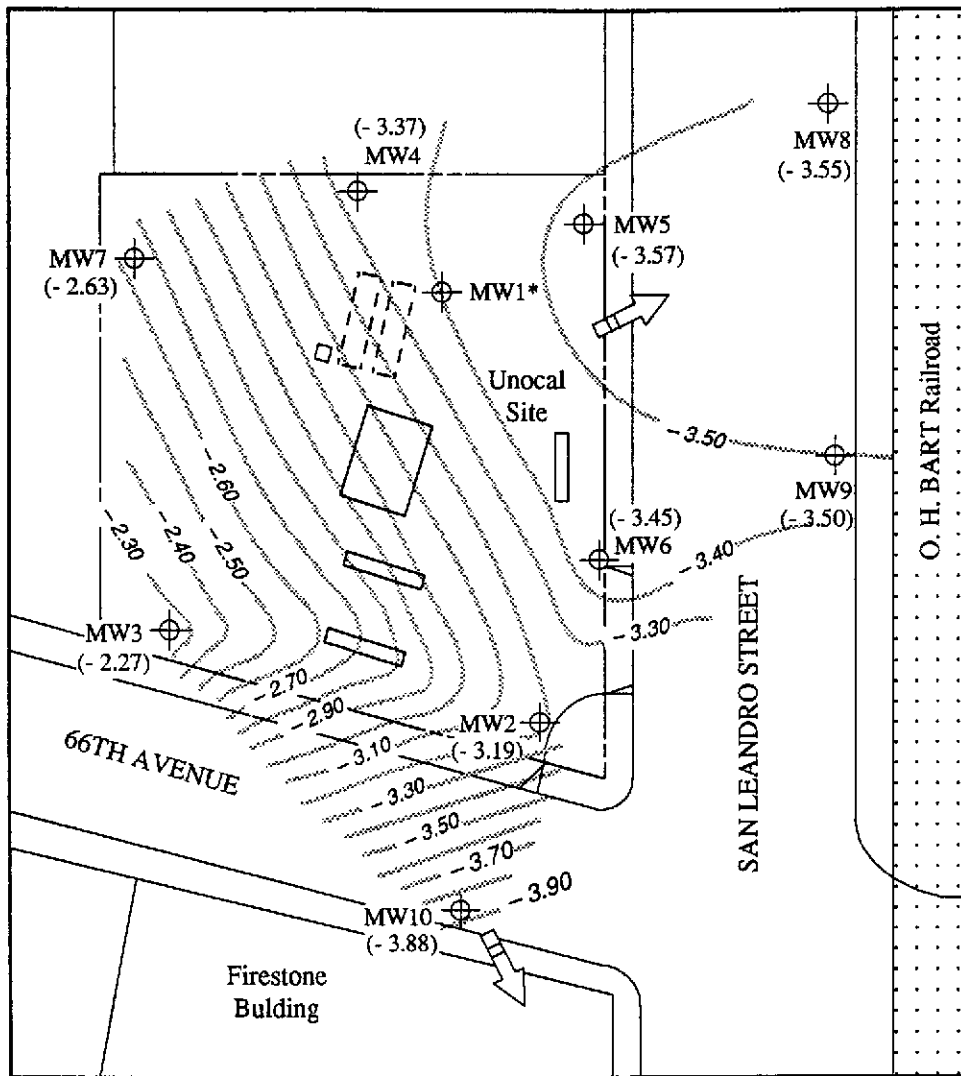 (- 3.37)
MW4
MW8
(- 3.55)
MW5
(- 3.57)
MW7
(- 2.63)
MW1*
Unocal
Site
- 3.50
MW9
(- 3.50)
(- 3.45)
MW6
- 3.40
- 3.30
- 2.60
- 2.50
- 2.40
- 2.30
MW3
(- 2.27)
- 2.70
- 2.90
- 3.10
- 3.30
- 3.50
- 3.70
- 3.90
MW2
(- 3.19)
66TH AVENUE
SAN LEANDRO STREET
O. H. BART Railroad
MW10
(- 3.88)
Firestone
Bulding